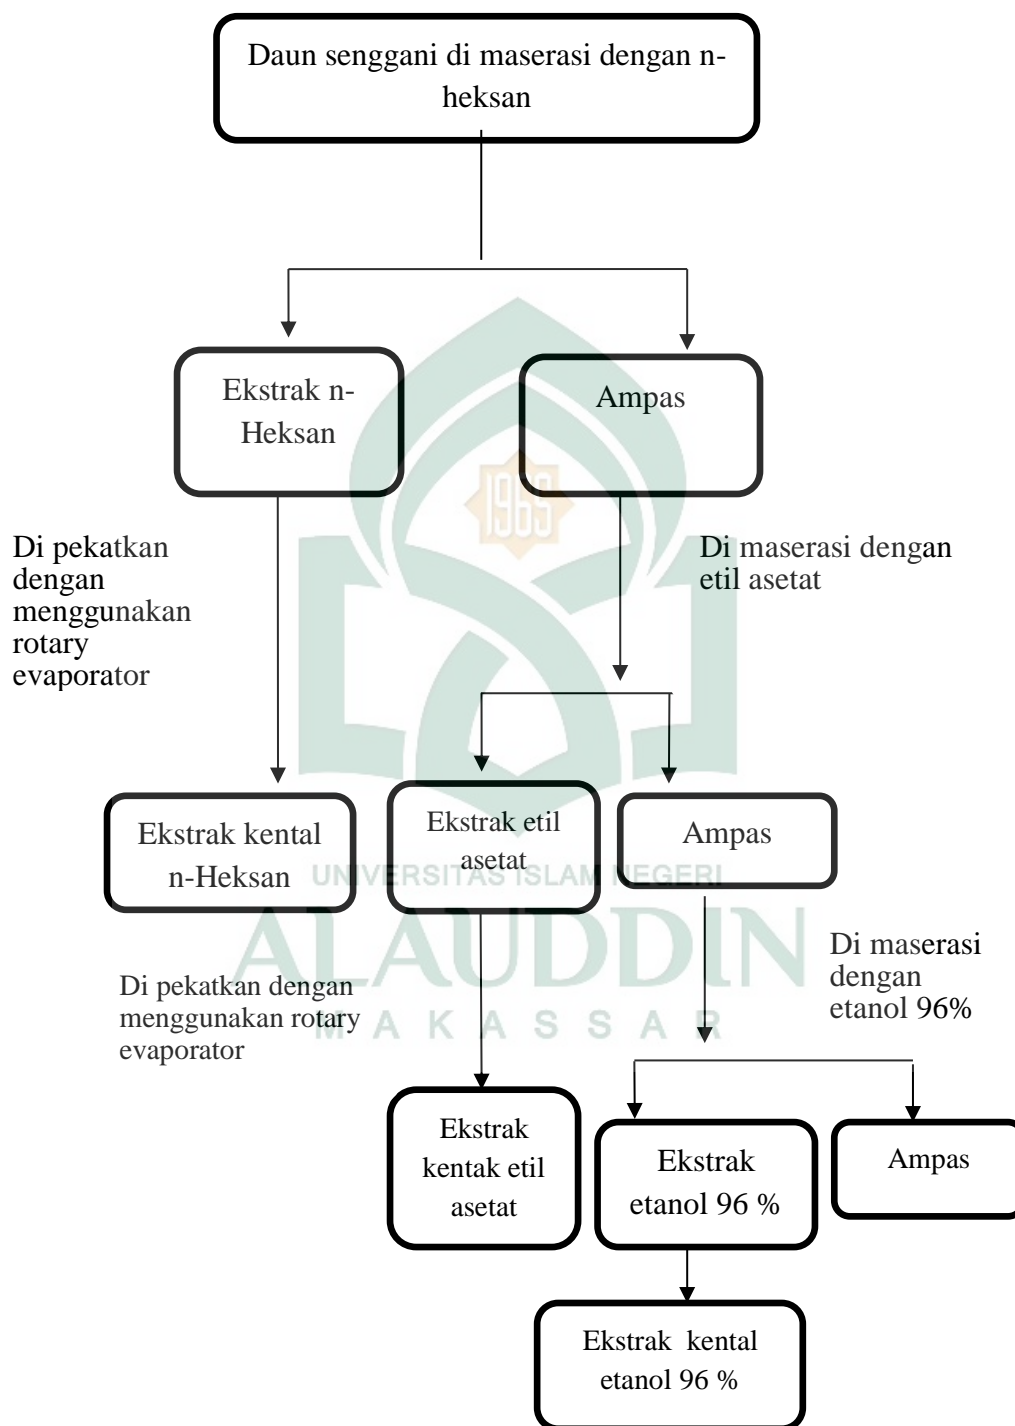 Daun senggani di maserasi dengan n-
heksan
Ekstrak n-
Heksan
Ampas
1965
Di pekatkan
dengan
menggunakan
rotary
evaporator
Di maserasi dengan
etil asetat
Ekstrak kental
n-Heksan
Ekstrak etil
asetat
Ampas
UNIVERSITAS ISLAM NEGERI
ALAUDDIN
MAKASSAR
Di pekatkan dengan
menggunakan rotary
evaporator
Di maserasi
dengan
etanol 96%
Ekstrak
kentak etil
asetat
Ekstrak
etanol 96 %
Ampas
Ekstrak kental
etanol 96 %